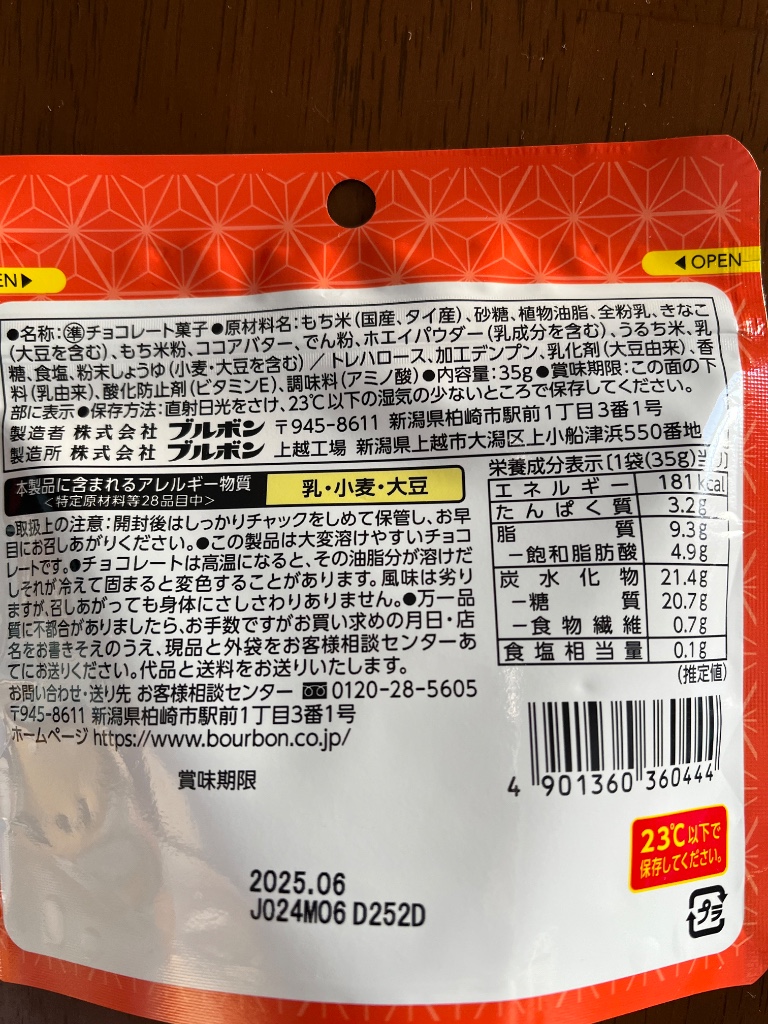 EN▶
◀OPEN
●名称:㊣チョコレート菓子●原材料名:もち米(国産、タイ産)、砂糖、植物油脂、全粉乳、きなこ
(大豆を含む)、もち米粉、ココアバター、でん粉、ホエイパウダー(乳成分を含む)、うるち米、乳
糖、食塩、粉末しょうゆ(小麦・大豆を含む)/トレハロース、加工デンプン、乳化剤(大豆由来)、香
料(乳由来)、酸化防止剤(ビタミンE)、調味料(アミノ酸)●内容量:35g●賞味期限:この面の下
部に表示●保存方法:直射日光をさけ、23℃以下の湿気の少ないところで保存してください。
製造者 株式会社 ブルボン 〒945-8611 新潟県柏崎市駅前1丁目3番1号
製造所 株式会社 ブルボン 上越工場 新潟県上越市大潟区上小船津浜550番地
本製品に含まれるアレルギー物質
<特定原材料等28品目中>
乳・小麦・大豆
●取扱上の注意:開封後はしっかりチャックをしめて保管し、お早
目にお召しあがりください。●この製品は大変溶けやすいチョコ
レートです。●チョコレートは高温になると、その油脂分が溶けだ
しそれが冷えて固まると変色することがあります。風味は劣り
ますが、召しあがっても身体にさしさわりありません。●万一品
質に不都合がありましたら、お手数ですがお買い求めの月日・店
名をお書きそえのうえ、現品と外袋をお客様相談センターあ
てにお送りください。代品と送料をお送りいたします。
お問い合わせ・送り先 お客様相談センター 0120-28-5605
〒945-8611 新潟県柏崎市駅前1丁目3番1号
ホームページ https://www.bourbon.co.jp/
栄養成分表示〔1袋(35g)当り〕
エネルギー 181kcal
たんぱく質 3.2g
脂質 9.3g
−飽和脂肪酸 4.9g
炭水化物 21.4g
−糖質 20.7g
−食物繊維 0.7g
食塩相当量 0.1g
(推定値)
4 901360 360444
賞味期限
23℃以下で
保存してください。
2025.06
J024M06 D252D
プラ